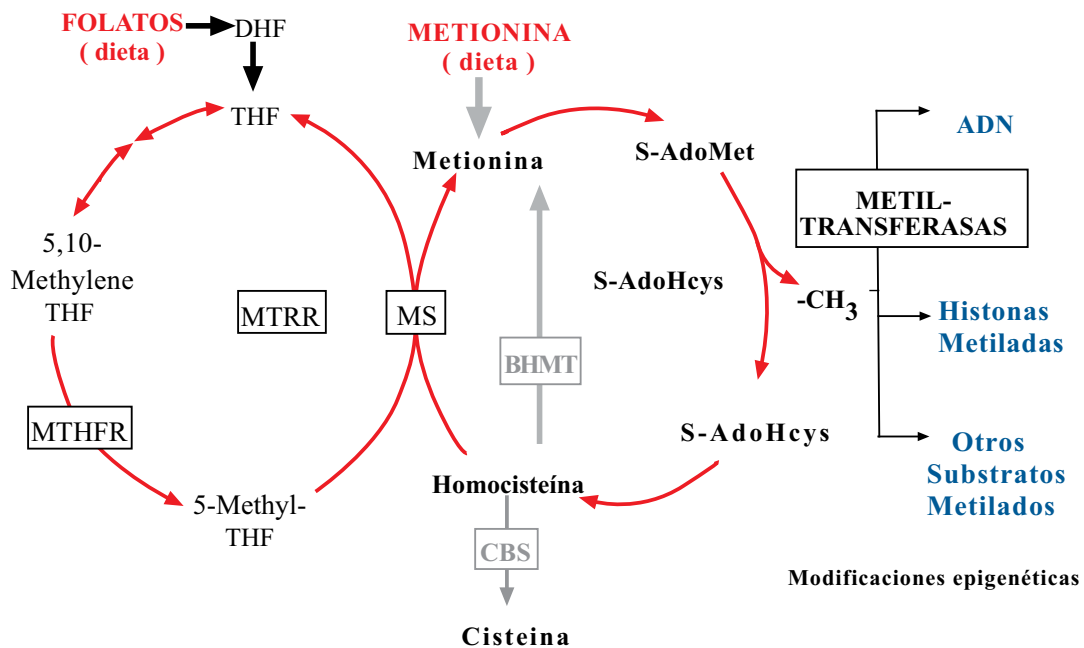 FOLATOS
( dieta )
DHF
THF
METIONINA
( dieta )
Metionina
S-AdoMet
ADN
METIL-
TRANSFERASAS
5,10-
Methylene
THF
MTRR
MS
S-AdoHcys
-CH3
Histonas
Metiladas
BHMT
MTHFR
S-AdoHcys
Otros
Substratos
Metilados
5-Methyl-
THF
Homocisteína
CBS
Modificaciones epigenéticas
Cisteina